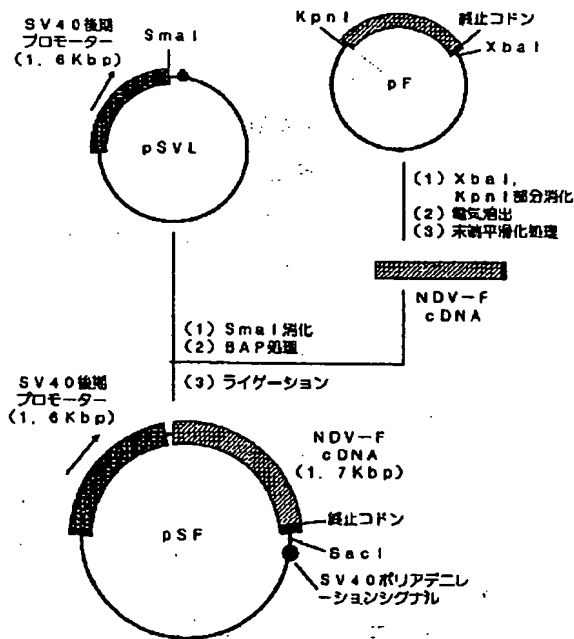 SV40後期
プロモーター
(1.6Kbp)
SmaI
pSVL
KpnI
終止コドン
XbaI
pF
(1) XbaI,
KpnI部分消化
(2) 電気溶出
(3) 末端平滑化処理
NDV-F
cDNA
(1) SmaI消化
(2) BAP処理
(3) ライゲーション
SV40後期
プロモーター
(1.6Kbp)
NDV-F
cDNA
(1.7Kbp)
終止コドン
SacI
SV40ポリアデニレ
ーションシグナル
pSF